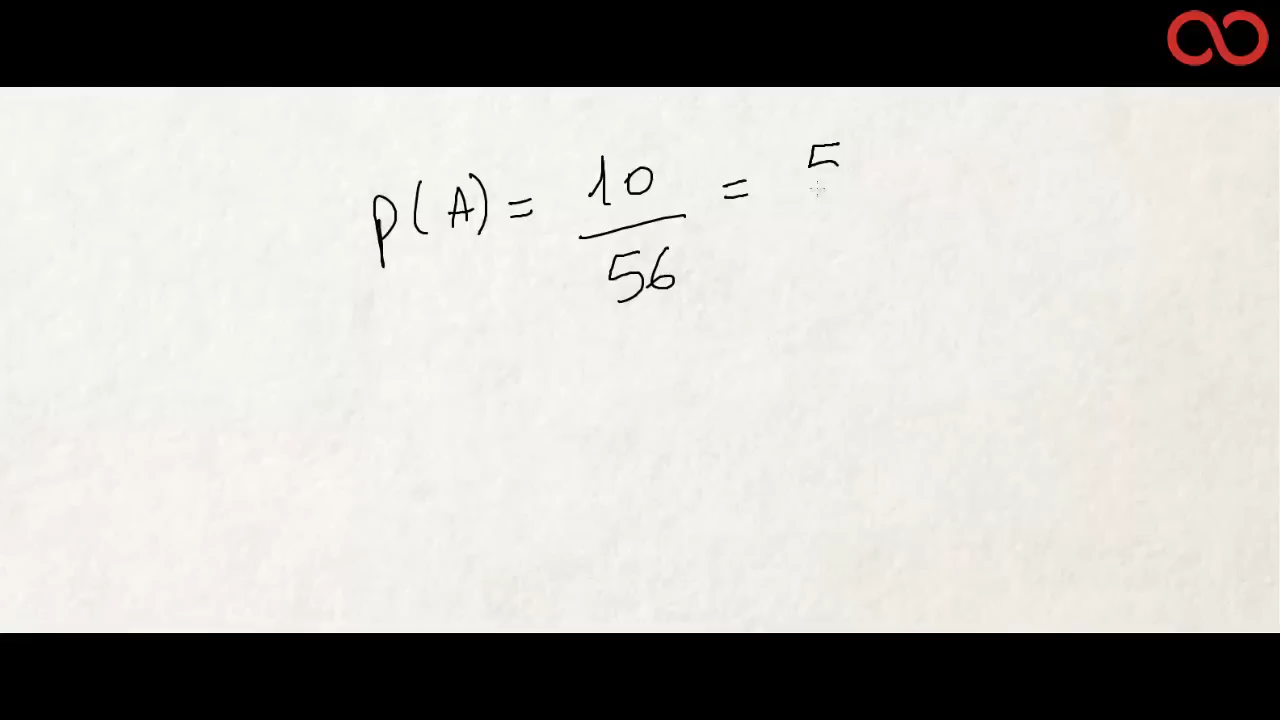 p(A) = 10/56 = 5